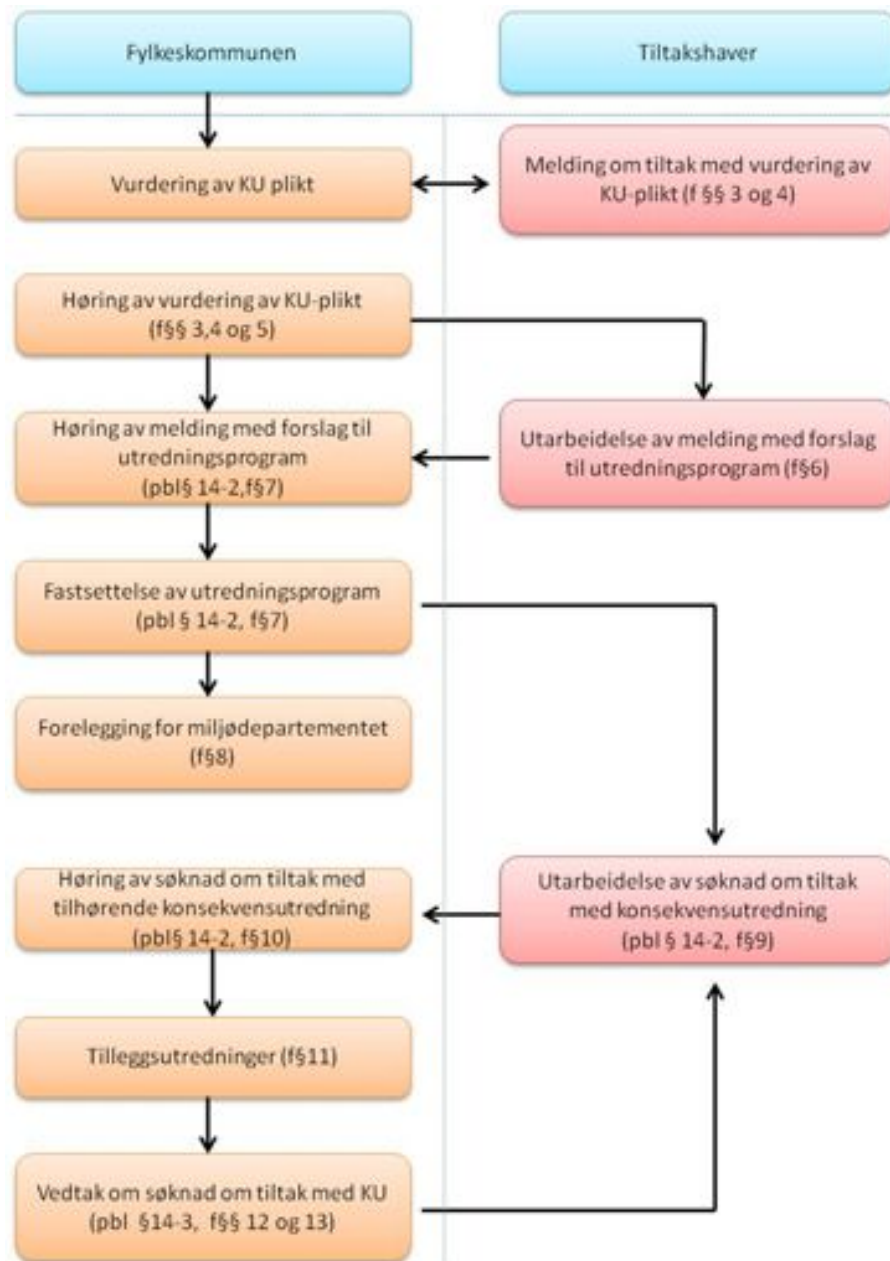 Fylkeskommunen
Tiltakshaver
Vurdering av KU plikt
Melding om tiltak med vurdering av
KU-plikt (f §§ 3 og 4)
Høring av vurdering av KU-plikt
(f§§ 3,4 og 5)
Høring av melding med forslag til
utredningsprogram
(pbl§ 14-2,f§7)
Utarbeidelse av melding med forslag
til utredningsprogram (f§6)
Fastsettelse av utredningsprogram
(pbl § 14-2, f§7)
Forelegging for miljødepartementet
(f§8)
Høring av søknad om tiltak med
tilhørende konsekvensutredning
(pbl§ 14-2, f§10)
Utarbeidelse av søknad om tiltak
med konsekvensutredning
(pbl § 14-2, f§9)
Tilleggsutredninger (f§11)
Vedtak om søknad om tiltak med KU
(pbl §14-3, f§§ 12 og 13)